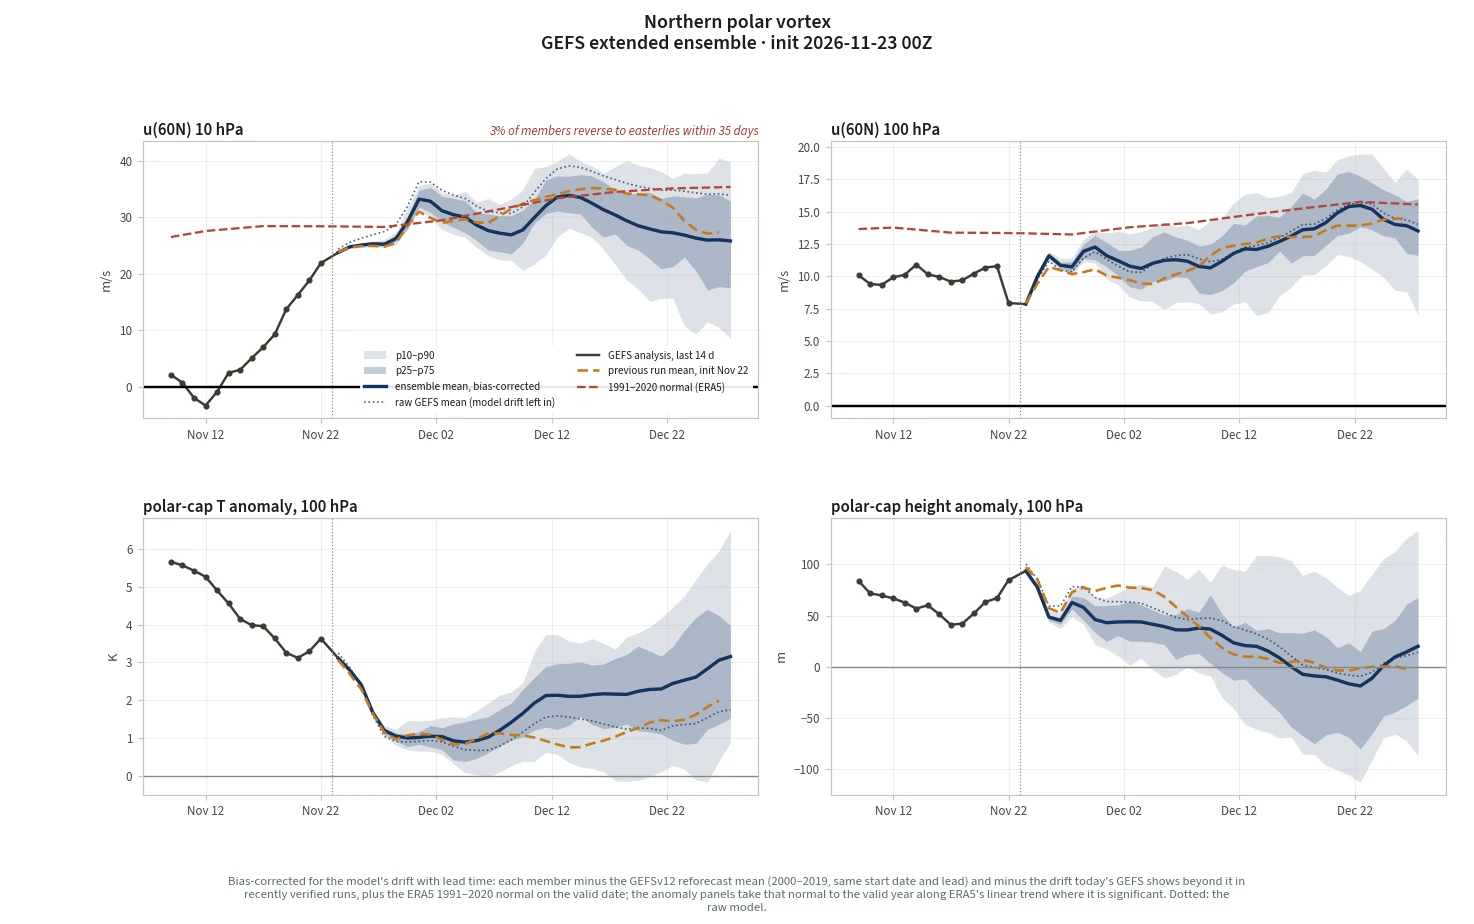 Northern polar vortex
GEFS extended ensemble · init 2026-11-23 00Z
u(60N) 10 hPa
3% of members reverse to easterlies within 35 days
m/s
40
30
20
10
0
p10–p90
p25–p75
ensemble mean, bias-corrected
raw GEFS mean (model drift left in)
GEFS analysis, last 14 d
previous run mean, init Nov 22
1991–2020 normal (ERA5)
Nov 12
Nov 22
Dec 02
Dec 12
Dec 22
u(60N) 100 hPa
m/s
20.0
17.5
15.0
12.5
10.0
7.5
5.0
2.5
0.0
Nov 12
Nov 22
Dec 02
Dec 12
Dec 22
polar-cap T anomaly, 100 hPa
K
6
5
4
3
2
1
0
Nov 12
Nov 22
Dec 02
Dec 12
Dec 22
polar-cap height anomaly, 100 hPa
m
100
50
0
−50
−100
Nov 12
Nov 22
Dec 02
Dec 12
Dec 22
Bias-corrected for the model's drift with lead time: each member minus the GEFSv12 reforecast mean (2000–2019, same start date and lead) and minus the drift today's GEFS shows beyond it in
recently verified runs, plus the ERA5 1991–2020 normal on the valid date; the anomaly panels take that normal to the valid year along ERA5's linear trend where it is significant. Dotted: the
raw model.